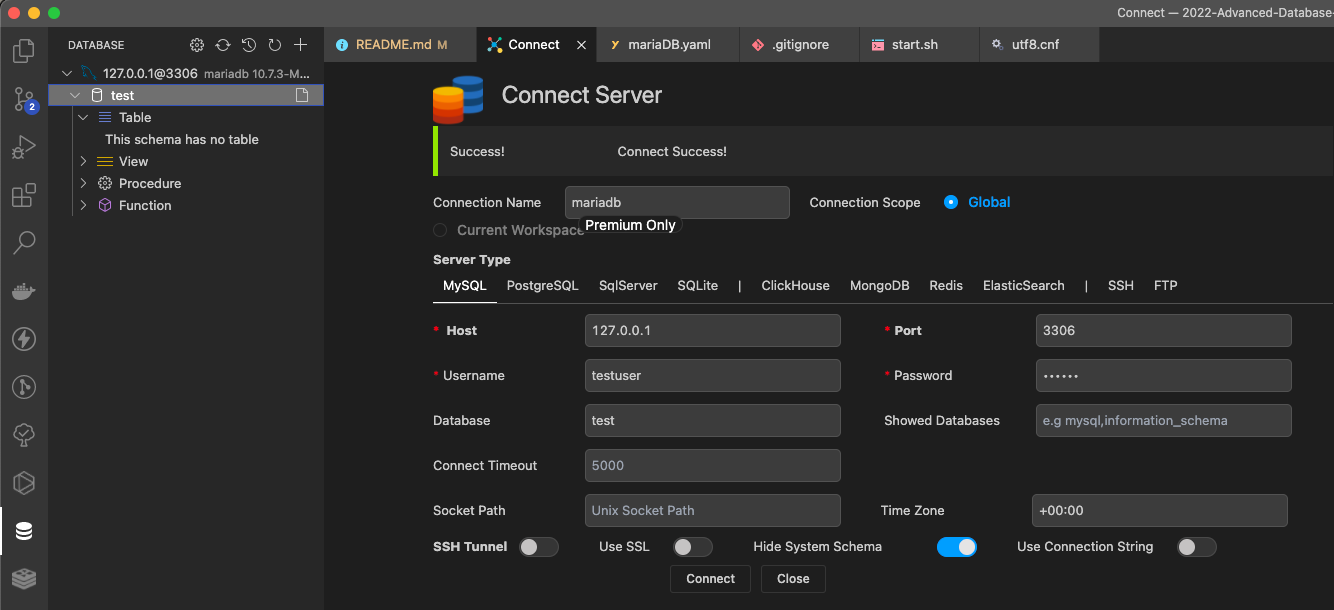 Connect — 2022-Advanced-Database-
DATABASE
README.md M
Connect
mariaDB.yaml
.gitignore
start.sh
utf8.cnf
127.0.0.1@3306 mariadb 10.7.3-M...
test
Table
This schema has no table
View
Procedure
Function
2
Connect Server
Success! Connect Success!
Connection Name mariadb Connection Scope Global
Current Workspace Premium Only
Server Type
MySQL PostgreSQL SqlServer SQLite | ClickHouse MongoDB Redis ElasticSearch | SSH FTP
* Host 127.0.0.1 * Port 3306
* Username testuser * Password ••••••
Database test Showed Databases e.g mysql,information_schema
Connect Timeout 5000
Socket Path Unix Socket Path Time Zone +00:00
SSH Tunnel Use SSL Hide System Schema Use Connection String
Connect Close